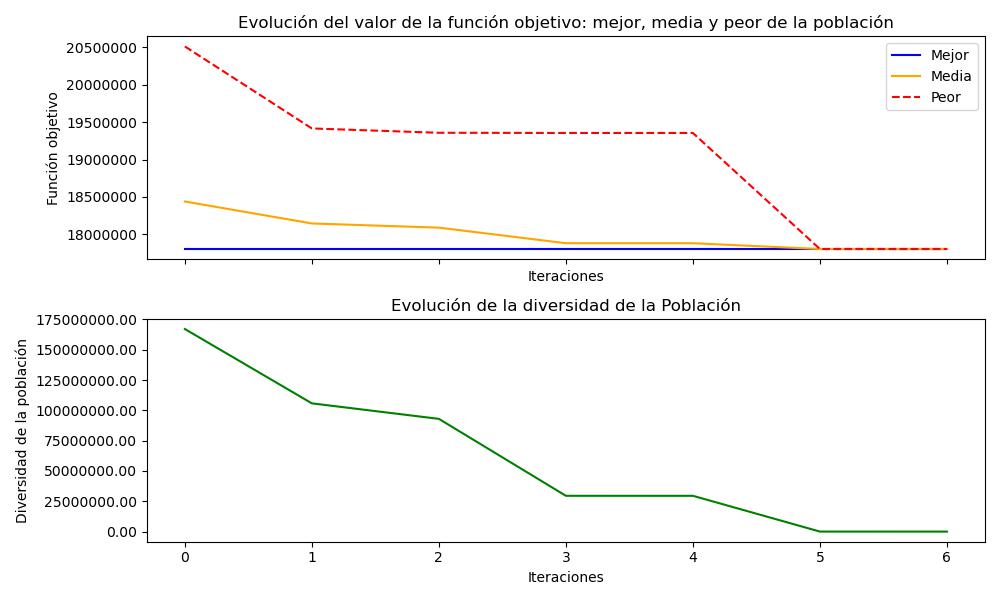 Evolución del valor de la función objetivo: mejor, media y peor de la población
20500000
20000000
19500000
19000000
18500000
18000000
Función objetivo
Mejor
Media
Peor
Iteraciones
Evolución de la diversidad de la Población
175000000.00
150000000.00
125000000.00
100000000.00
75000000.00
50000000.00
25000000.00
0.00
Diversidad de la población
0 1 2 3 4 5 6
Iteraciones